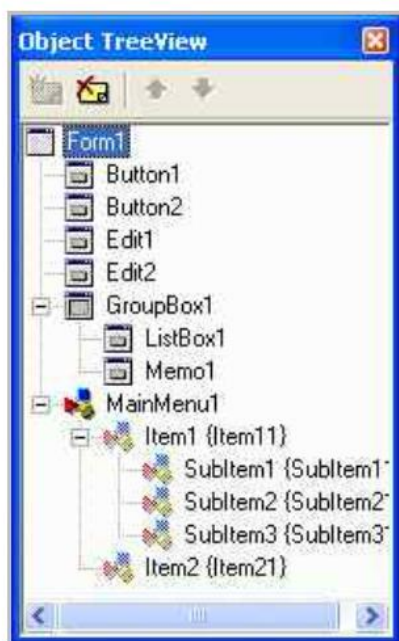 Object TreeView
Form1
Button1
Button2
Edit1
Edit2
GroupBox1
ListBox1
Memo1
MainMenu1
Item1 {Item11}
SubItem1 {SubItem1
SubItem2 {SubItem2
SubItem3 {SubItem3
Item2 {Item21}